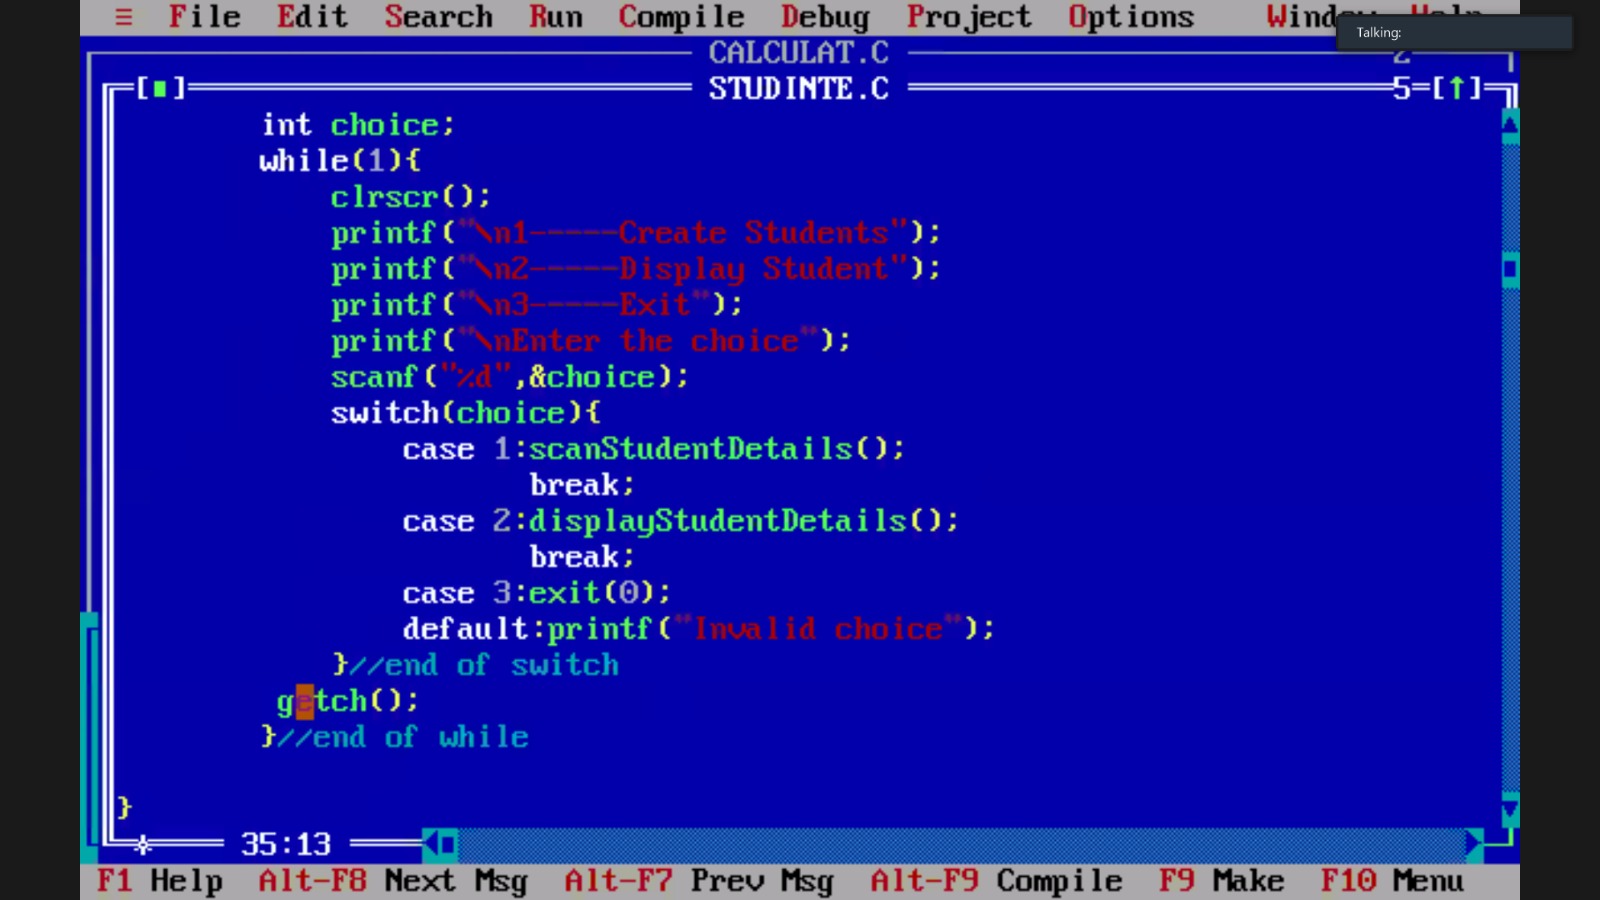 ≡ File Edit Search Run Compile Debug Project Options Window Help
Talking:
CALCULAT.C 2
[■] STUDINTE.C 5=[↑]
int choice;
while(1){
clrscr();
printf("\n1-----Create Students");
printf("\n2-----Display Student");
printf("\n3-----Exit");
printf("\nEnter the choice");
scanf("%d",&choice);
switch(choice){
case 1:scanStudentDetails();
break;
case 2:displayStudentDetails();
break;
case 3:exit(0);
default:printf("Invalid choice");
}//end of switch
getch();
}//end of while
}
35:13
F1 Help Alt-F8 Next Msg Alt-F7 Prev Msg Alt-F9 Compile F9 Make F10 Menu